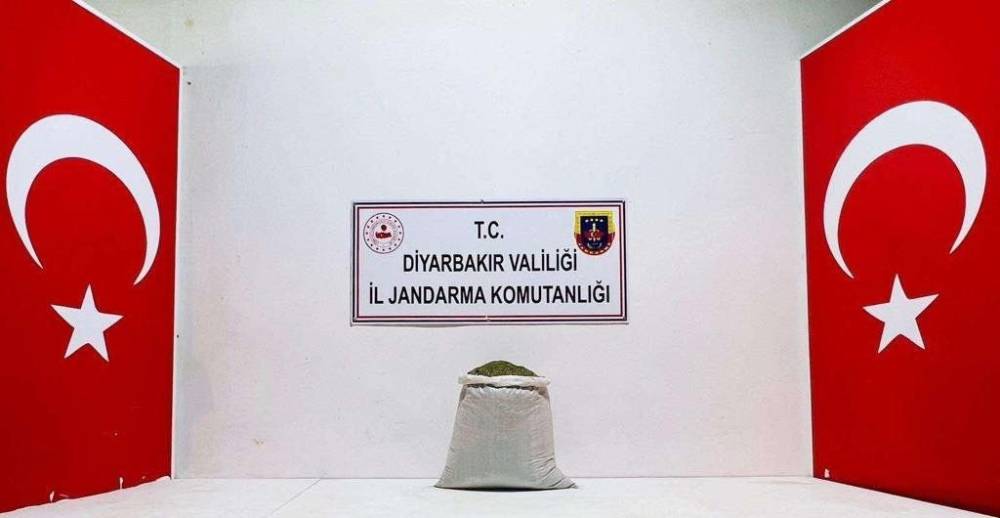 T.C.
DİYARBAKIR VALİLİĞİ
İL JANDARMA KOMUTANLIĞI